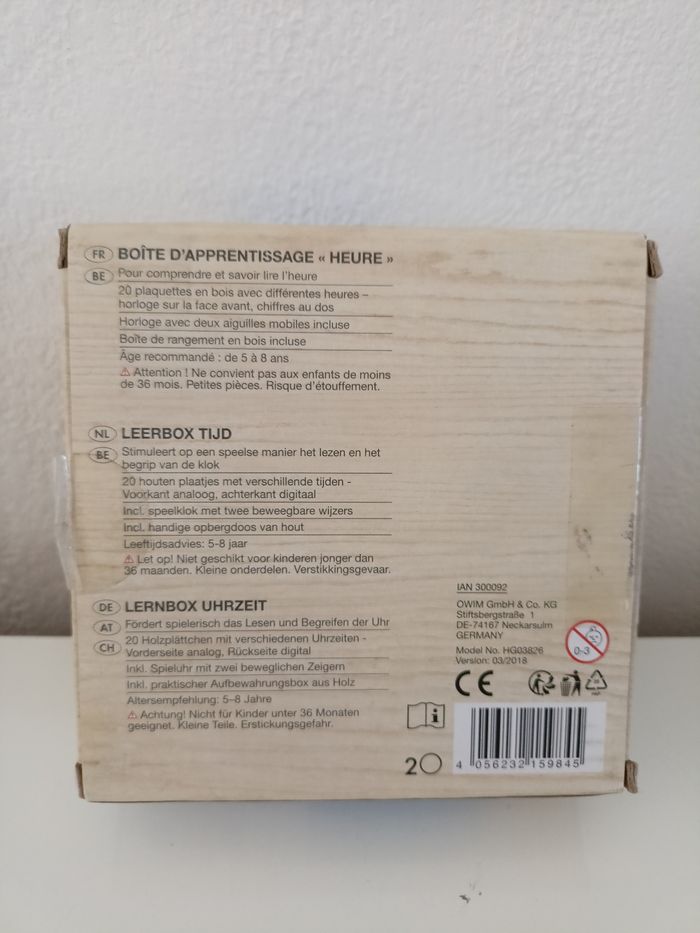 FR BOÎTE D'APPRENTISSAGE « HEURE »
BE Pour comprendre et savoir lire l'heure
20 plaquettes en bois avec différentes heures –
horloge sur la face avant, chiffres au dos
Horloge avec deux aiguilles mobiles incluse
Boîte de rangement en bois incluse
Âge recommandé : de 5 à 8 ans
Attention ! Ne convient pas aux enfants de moins
de 36 mois. Petites pièces. Risque d'étouffement.
NL LEERBOX TIJD
BE Stimuleert op een speelse manier het lezen en het
begrip van de klok
20 houten plaatjes met verschillende tijden -
Voorkant analoog, achterkant digitaal
Incl. speelklok met twee beweegbare wijzers
Incl. handige opbergdoos van hout
Leeftijdsadvies: 5-8 jaar
Let op! Niet geschikt voor kinderen jonger dan
36 maanden. Kleine onderdelen. Verstikkingsgevaar.
DE LERNBOX UHRZEIT
AT Fördert spielerisch das Lesen und Begreifen der Uhr
CH 20 Holzplättchen mit verschiedenen Uhrzeiten -
Vorderseite analog, Rückseite digital
Inkl. Spieluhr mit zwei beweglichen Zeigern
Inkl. praktischer Aufbewahrungsbox aus Holz
Altersempfehlung: 5–8 Jahre
Achtung! Nicht für Kinder unter 36 Monaten
geeignet. Kleine Teile. Erstickungsgefahr.
IAN 300092
OWIM GmbH & Co. KG
Stiftsbergstraße 1
DE-74167 Neckarsulm
GERMANY
Model No. HG03826
Version: 03/2018
0-3
CE
i
2
4 056232 159845